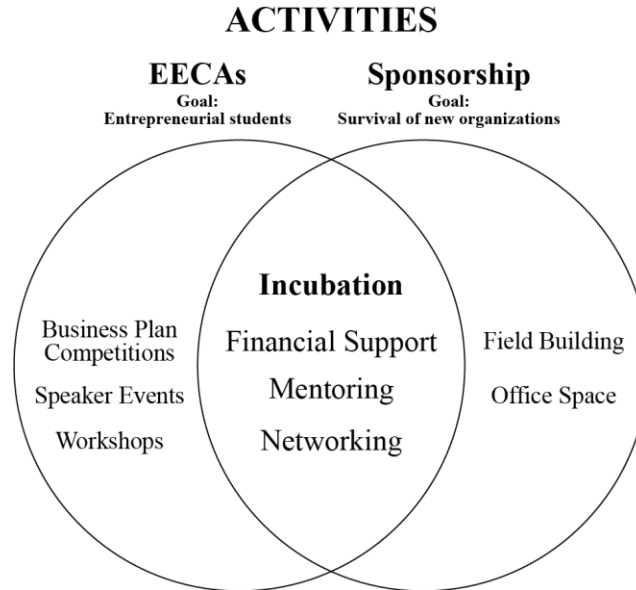 ACTIVITIES
EECAs
Goal:
Entrepreneurial students
Sponsorship
Goal:
Survival of new organizations
Business Plan
Competitions
Speaker Events
Workshops
Incubation
Financial Support
Mentoring
Networking
Field Building
Office Space